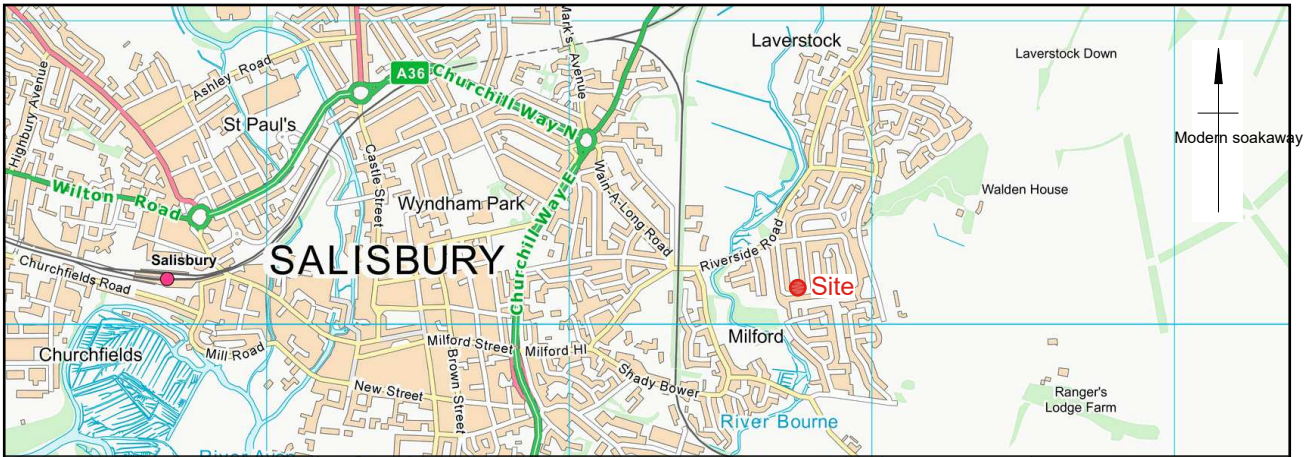 Highbury Avenue
Ashley Road
St Paul's
A36
Churchill Way N
Mark's Avenue
Laverstock
Laverstock Down
Modern soakaway
Wilton Road
Castle Street
Wyndham Park
Churchill Way E
Wain-A-Long Road
Walden House
Salisbury
SALISBURY
Riverside Road
Churchfields Road
Site
Churchfields
Mill Road
Milford Street
Milford Hl
Milford
New Street
Brown Street
Shady Bower
Ranger's
Lodge Farm
River Bourne